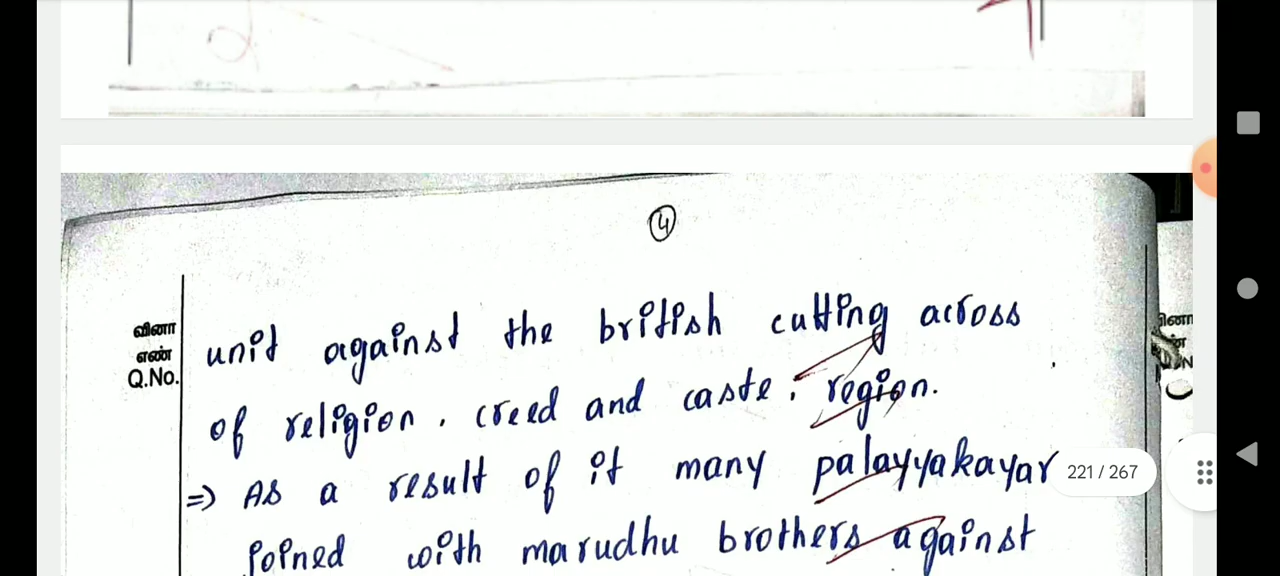 4
வினா
எண்
Q.No.
unit against the british cutting across
of religion, creed and caste, region.
=> As a result of it many palayyakayar
joined with marudhu brothers against
221 / 267